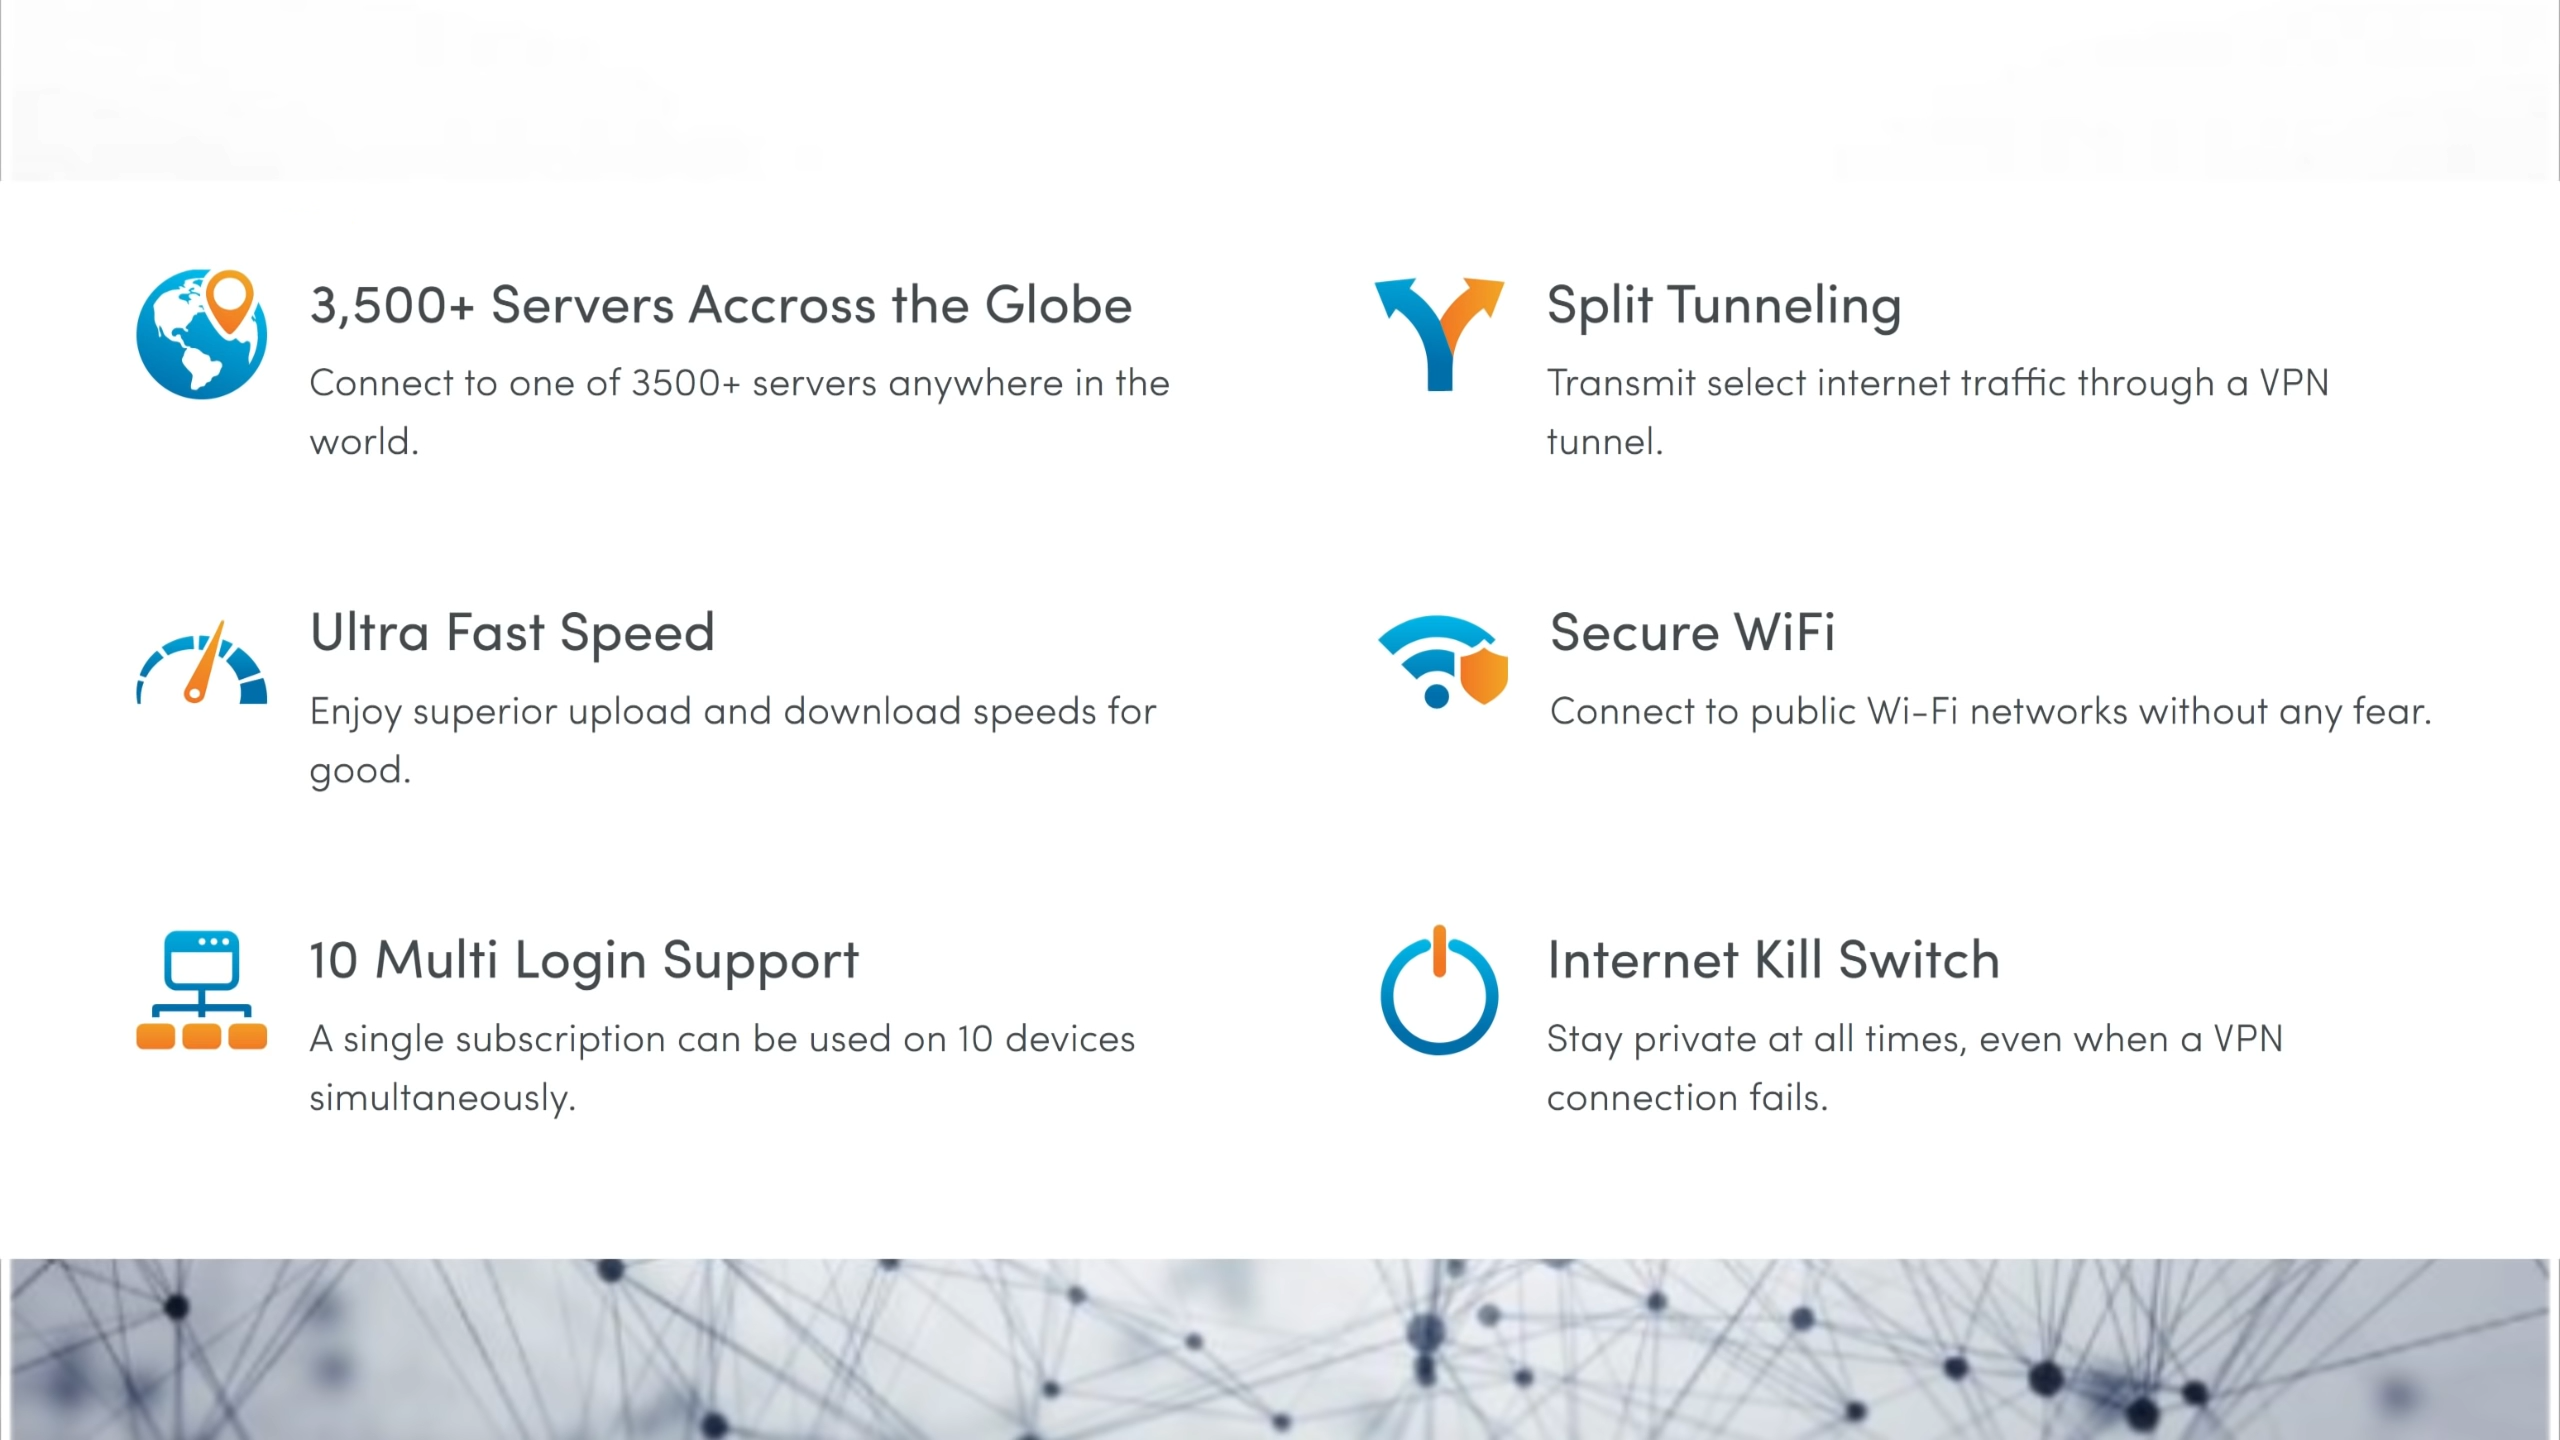 3,500+ Servers Accross the Globe
Connect to one of 3500+ servers anywhere in the
world.
Split Tunneling
Transmit select internet traffic through a VPN
tunnel.
Ultra Fast Speed
Enjoy superior upload and download speeds for
good.
Secure WiFi
Connect to public Wi-Fi networks without any fear.
10 Multi Login Support
A single subscription can be used on 10 devices
simultaneously.
Internet Kill Switch
Stay private at all times, even when a VPN
connection fails.